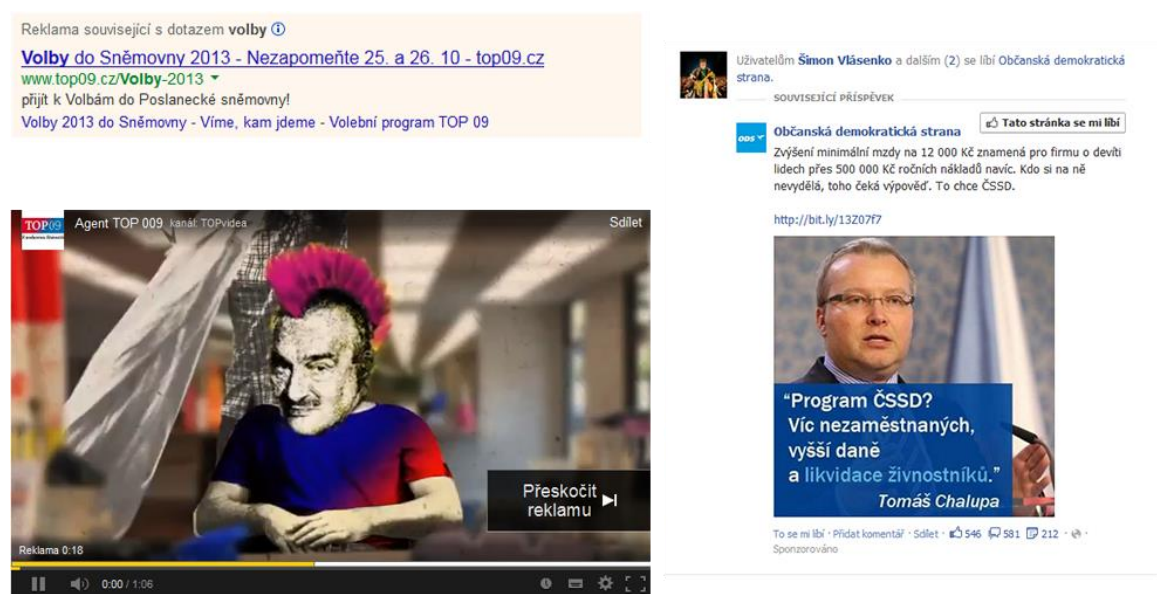 Reklama související s dotazem volby
Volby do Sněmovny 2013 - Nezapomeňte 25. a 26. 10 - top09.cz
www.top09.cz/Volby-2013
přijít k Volbám do Poslanecké sněmovny!
Volby 2013 do Sněmovny - Víme, kam jdeme - Volební program TOP 09
TOP09
Agent TOP 009 kanál: TOPvidea
Sdílet
Přeskočit
reklamu
Reklama 0:18
0:00 / 1:06
Uživatelům Šimon Vlásenko a dalším (2) se líbí Občanská demokratická
strana.
SOUVISEJÍCÍ PŘÍSPĚVEK
Tato stránka se mi líbí
ODS
Občanská demokratická strana
Zvýšení minimální mzdy na 12 000 Kč znamená pro firmu o devíti
lidech přes 500 000 Kč ročních nákladů navíc. Kdo si na ně
nevydělá, toho čeká výpověď. To chce ČSSD.
http://bit.ly/13Z07f7
“Program ČSSD?
Víc nezaměstnaných,
vyšší daně
a likvidace živnostníků.”
Tomáš Chalupa
To se mi líbí · Přidat komentář · Sdílet · 546 581 212 ·
Sponzorováno